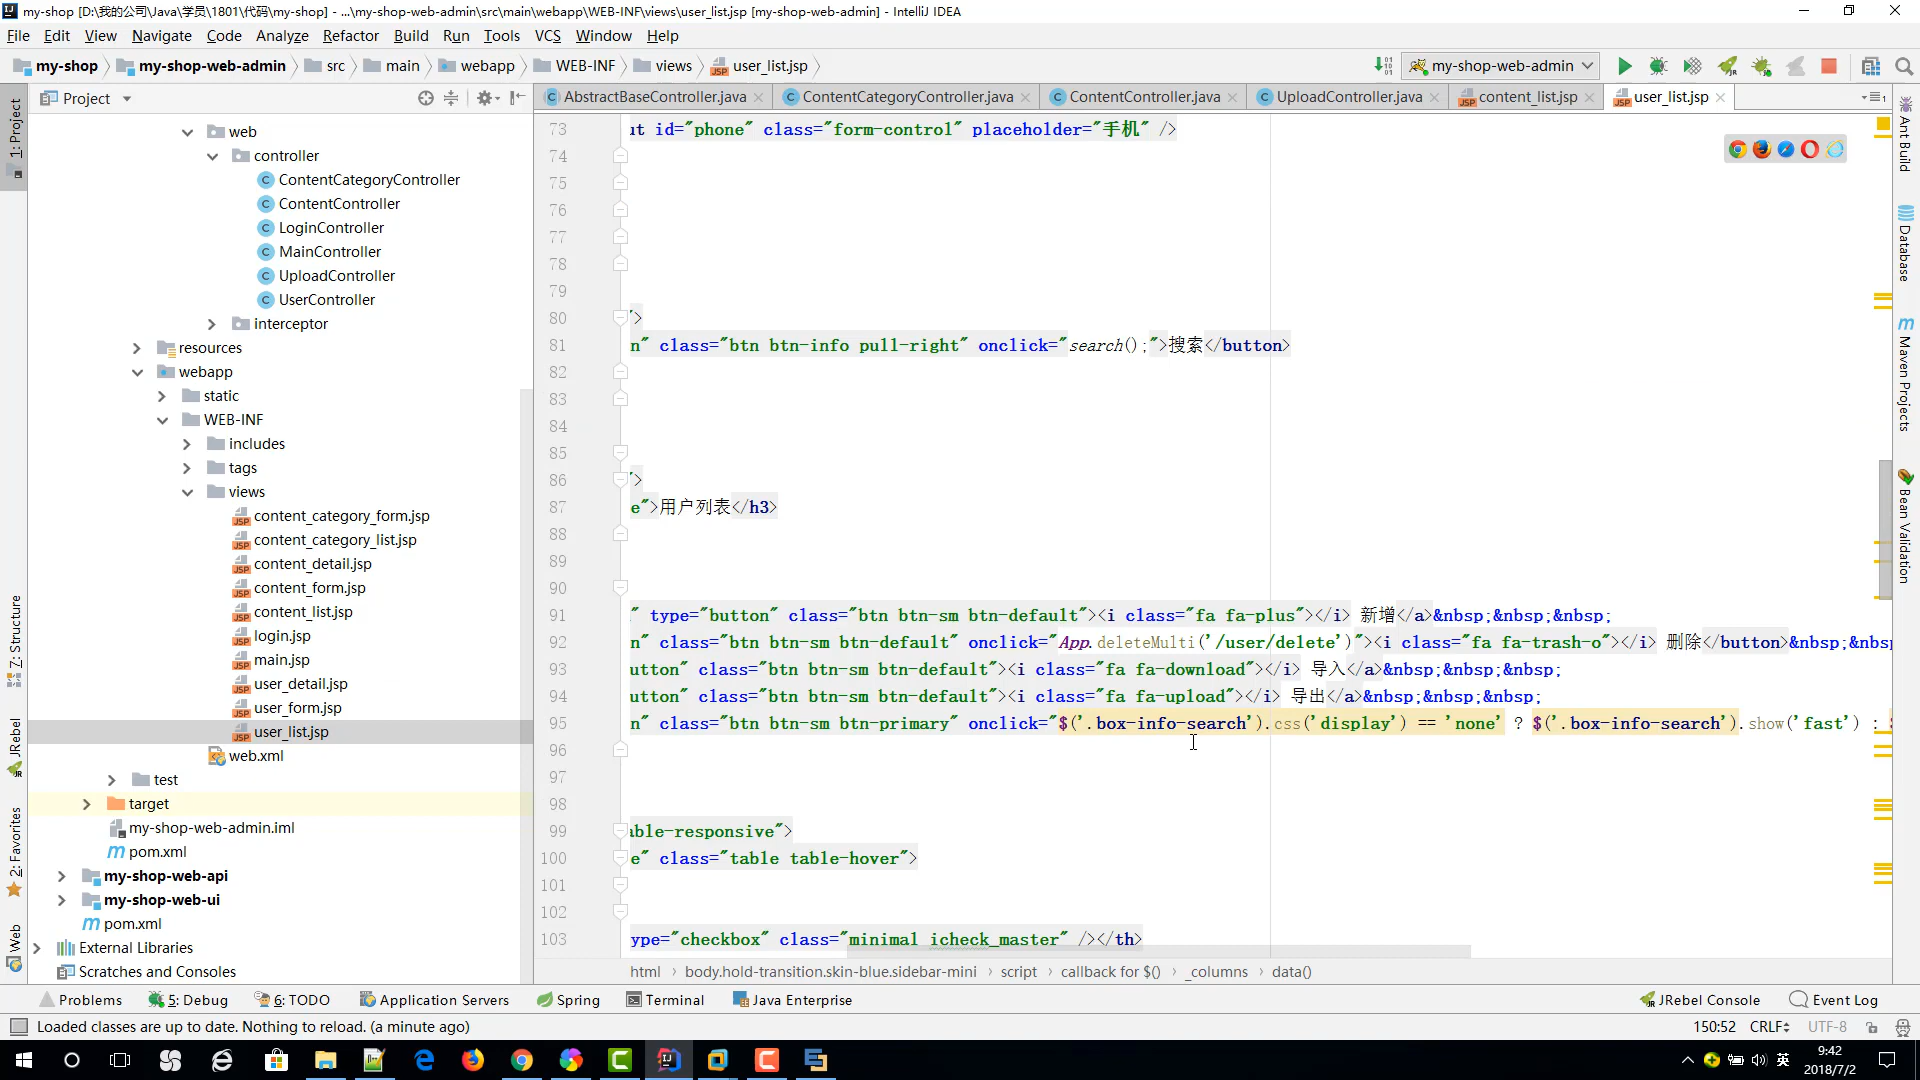 my-shop [D:\我的公司\Java\学员\1801\代码\my-shop] - ...\my-shop-web-admin\src\main\webapp\WEB-INF\views\user_list.jsp [my-shop-web-admin] - IntelliJ IDEA
File Edit View Navigate Code Analyze Refactor Build Run Tools VCS Window Help
my-shop my-shop-web-admin src main webapp WEB-INF views user_list.jsp my-shop-web-admin
Project AbstractBaseController.java ContentCategoryController.java ContentController.java UploadController.java content_list.jsp user_list.jsp
web
controller
ContentCategoryController
ContentController
LoginController
MainController
UploadController
UserController
interceptor
resources
webapp
static
WEB-INF
includes
tags
views
content_category_form.jsp
content_category_list.jsp
content_detail.jsp
content_form.jsp
content_list.jsp
login.jsp
main.jsp
user_detail.jsp
user_form.jsp
user_list.jsp
web.xml
test
target
my-shop-web-admin.iml
pom.xml
my-shop-web-api
my-shop-web-ui
pom.xml
External Libraries
Scratches and Consoles
73 ut id="phone" class="form-control" placeholder="手机" />
74
75
76
77
78
79
80 ">
81 n" class="btn btn-info pull-right" onclick="search();">搜索</button>
82
83
84
85
86 ">
87 e">用户列表</h3>
88
89
90
91 " type="button" class="btn btn-sm btn-default"><i class="fa fa-plus"></i> 新增</a>&nbsp;&nbsp;&nbsp;
92 n" class="btn btn-sm btn-default" onclick="App.deleteMulti('/user/delete')"><i class="fa fa-trash-o"></i> 删除</button>&nbsp;&nbs
93 utton" class="btn btn-sm btn-default"><i class="fa fa-download"></i> 导入</a>&nbsp;&nbsp;&nbsp;
94 utton" class="btn btn-sm btn-default"><i class="fa fa-upload"></i> 导出</a>&nbsp;&nbsp;&nbsp;
95 n" class="btn btn-sm btn-primary" onclick="$('.box-info-search').css('display') == 'none' ? $('.box-info-search').show('fast') :
96
97
98
99 able-responsive">
100 e" class="table table-hover">
101
102
103 ype="checkbox" class="minimal icheck_master" /></th>
html body.hold-transition.skin-blue.sidebar-mini script callback for $() _columns data()
1: Project
7: Structure
JRebel
2: Favorites
Web
Ant Build
Database
Maven Projects
Bean Validation
Problems 5: Debug 6: TODO Application Servers Spring Terminal Java Enterprise JRebel Console Event Log
Loaded classes are up to date. Nothing to reload. (a minute ago) 150:52 CRLF UTF-8
英 9:42
2018/7/2